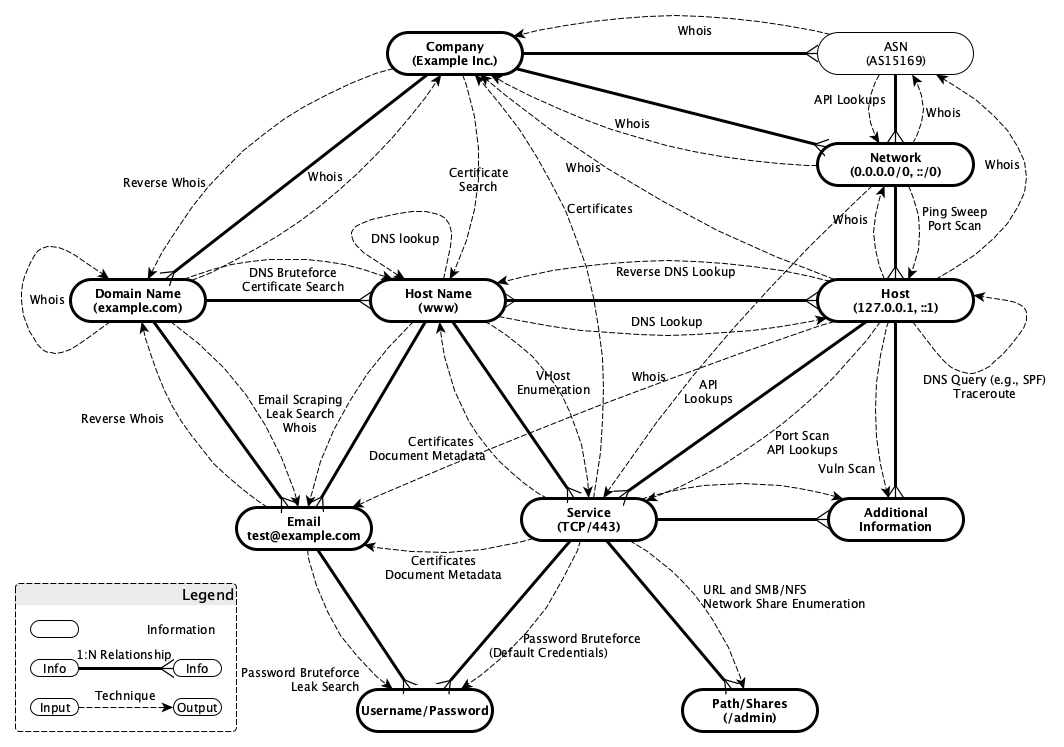 Whois
Company
(Example Inc.)
ASN
(AS15169)
API Lookups
Whois
Whois
Network
(0.0.0.0/0, ::/0)
Whois
Whois
Certificate
Search
Reverse Whois
Whois
Certificates
Whois
Ping Sweep
Port Scan
DNS lookup
DNS Bruteforce
Certificate Search
Reverse DNS Lookup
Whois
Domain Name
(example.com)
Host Name
(www)
Host
(127.0.0.1, ::1)
DNS Lookup
VHost
Enumeration
Whois
API
Lookups
DNS Query (e.g., SPF)
Traceroute
Reverse Whois
Email Scraping
Leak Search
Whois
Certificates
Document Metadata
Port Scan
API Lookups
Vuln Scan
Email
test@example.com
Service
(TCP/443)
Additional
Information
Certificates
Document Metadata
URL and SMB/NFS
Network Share Enumeration
Password Bruteforce
(Default Credentials)
Password Bruteforce
Leak Search
Username/Password
Path/Shares
(/admin)
Legend
Information
1:N Relationship
Info
Info
Technique
Input
Output